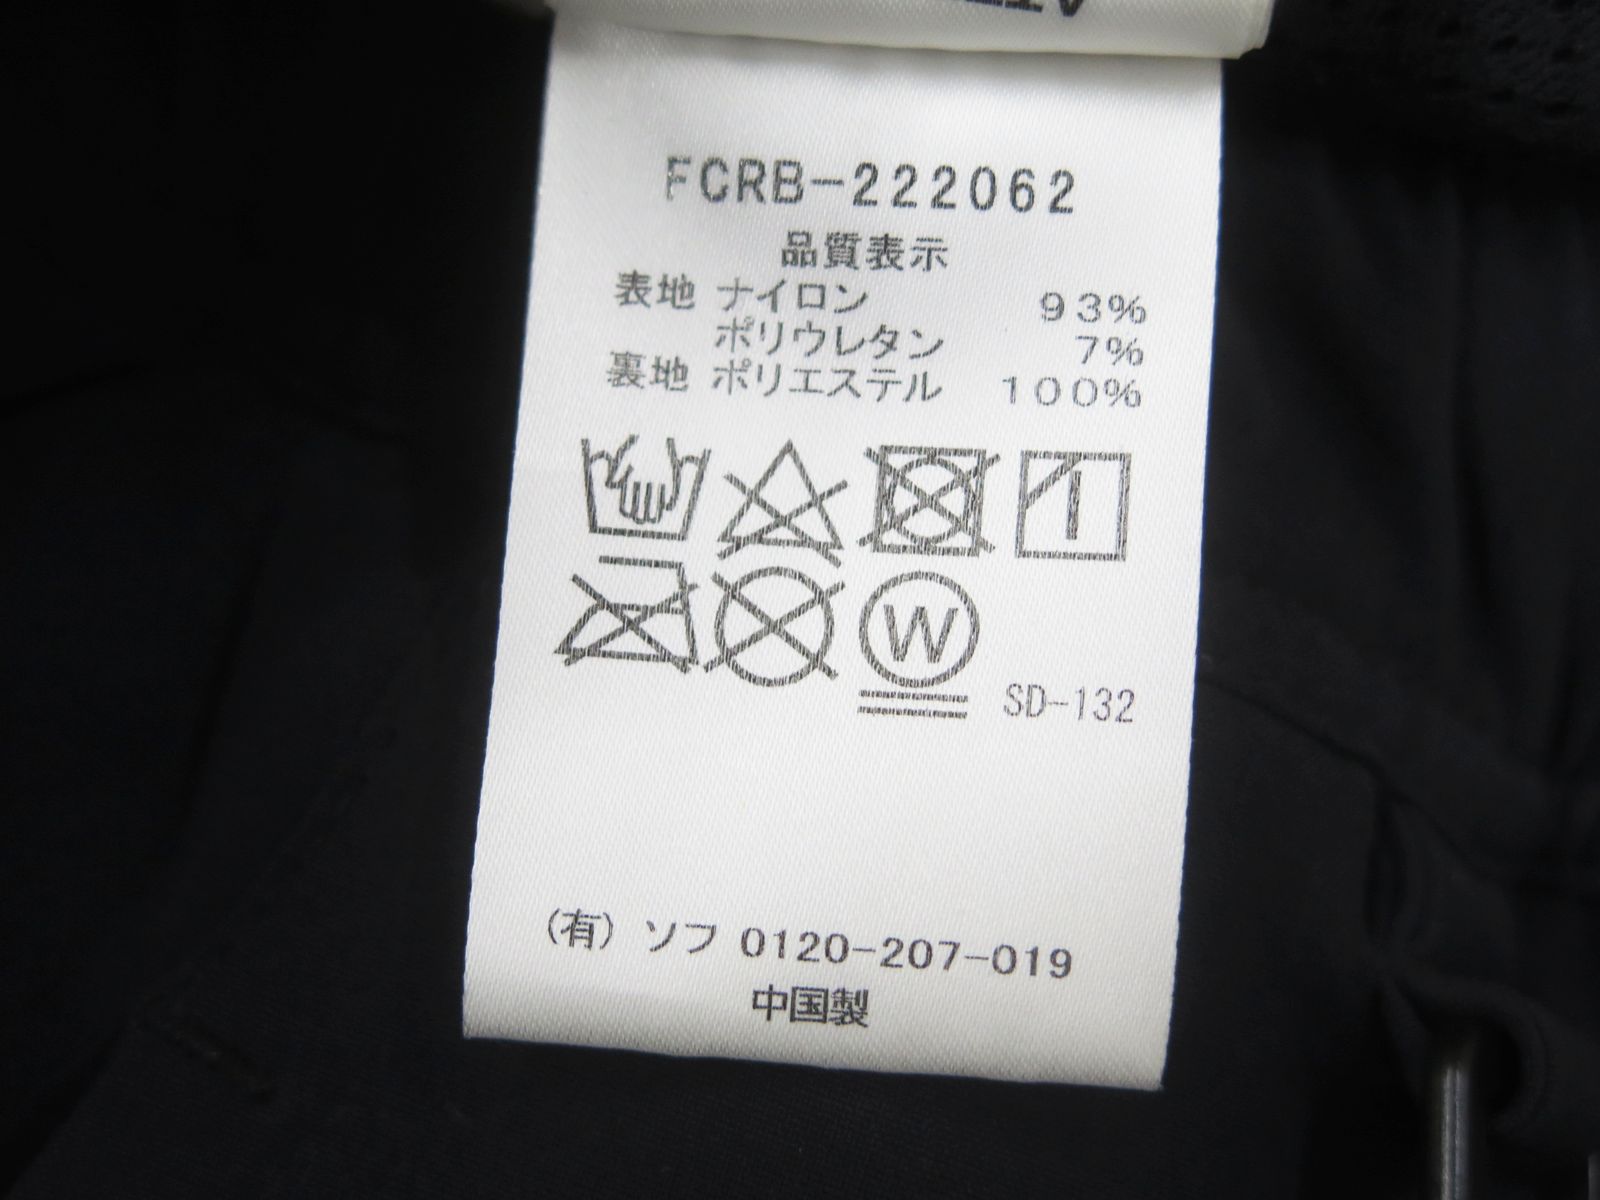 FCRB-222062
品質表示
表地 ナイロン 93%
ポリウレタン 7%
裏地 ポリエステル 100%
W
SD-132
(有) ソフ 0120-207-019
中国製